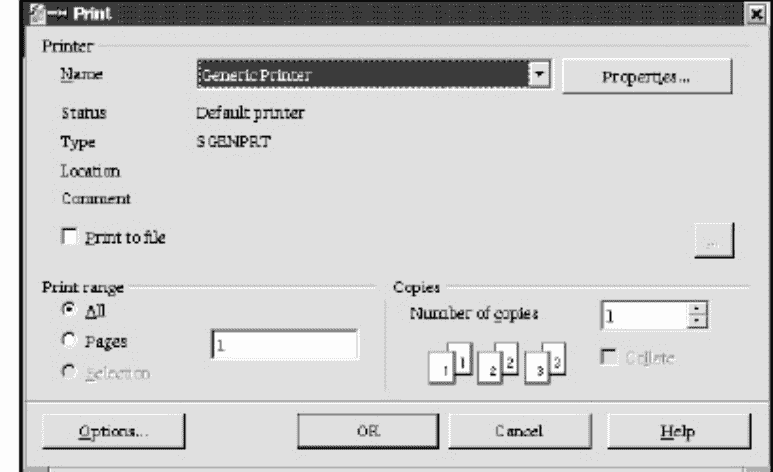 Print
Printer
Name Generic Printer Properties...
Status Default printer
Type SGENPRT
Location
Comment
Print to file ...
Print range Copies
All Number of copies 1
Pages 1
1 1 2 2 3 3 Collate
Selection
Options... OK Cancel Help